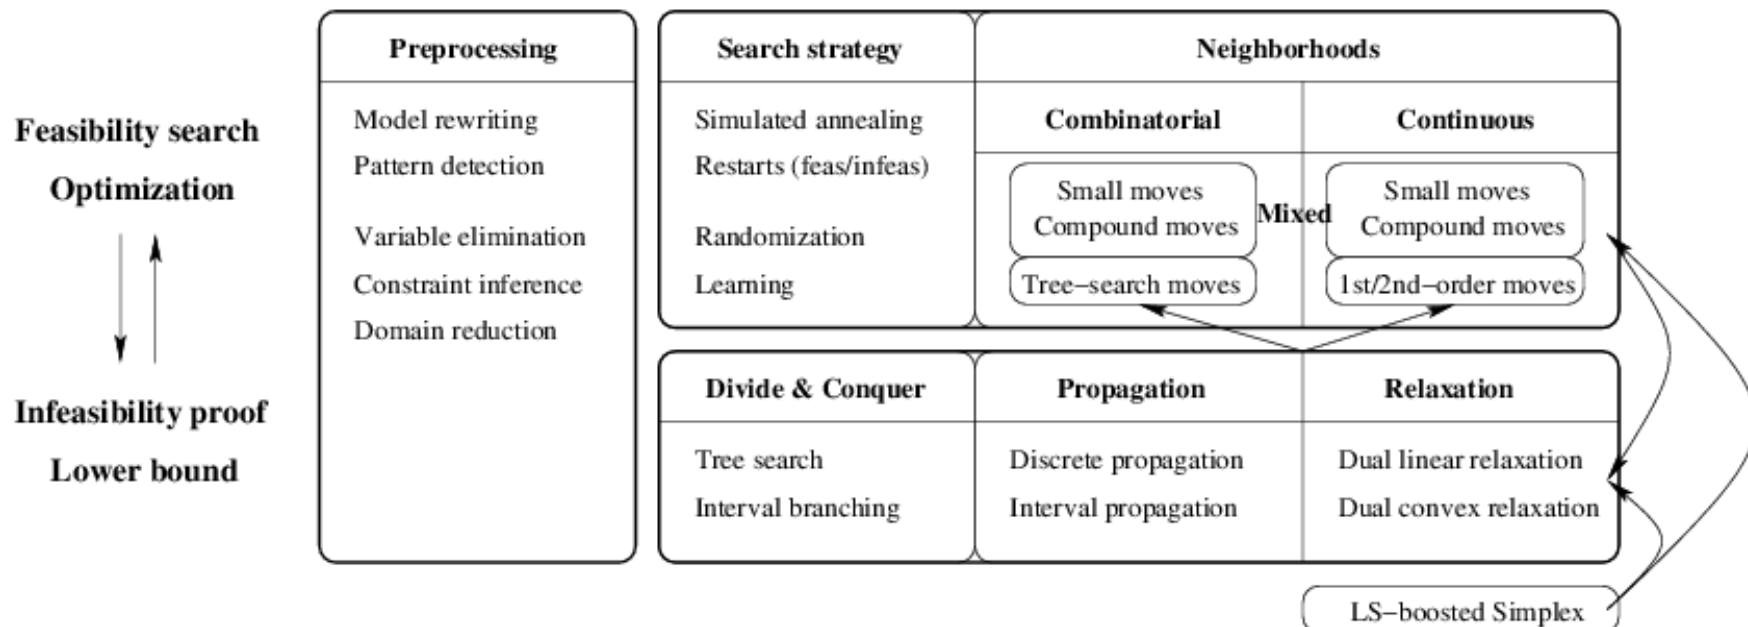 Feasibility search
Optimization
Infeasibility proof
Lower bound
Preprocessing
Model rewriting
Pattern detection
Variable elimination
Constraint inference
Domain reduction
Search strategy
Simulated annealing
Restarts (feas/infeas)
Randomization
Learning
Neighborhoods
Combinatorial
Small moves
Compound moves
Tree−search moves
Mixed
Continuous
Small moves
Compound moves
1st/2nd−order moves
Divide & Conquer
Tree search
Interval branching
Propagation
Discrete propagation
Interval propagation
Relaxation
Dual linear relaxation
Dual convex relaxation
LS−boosted Simplex